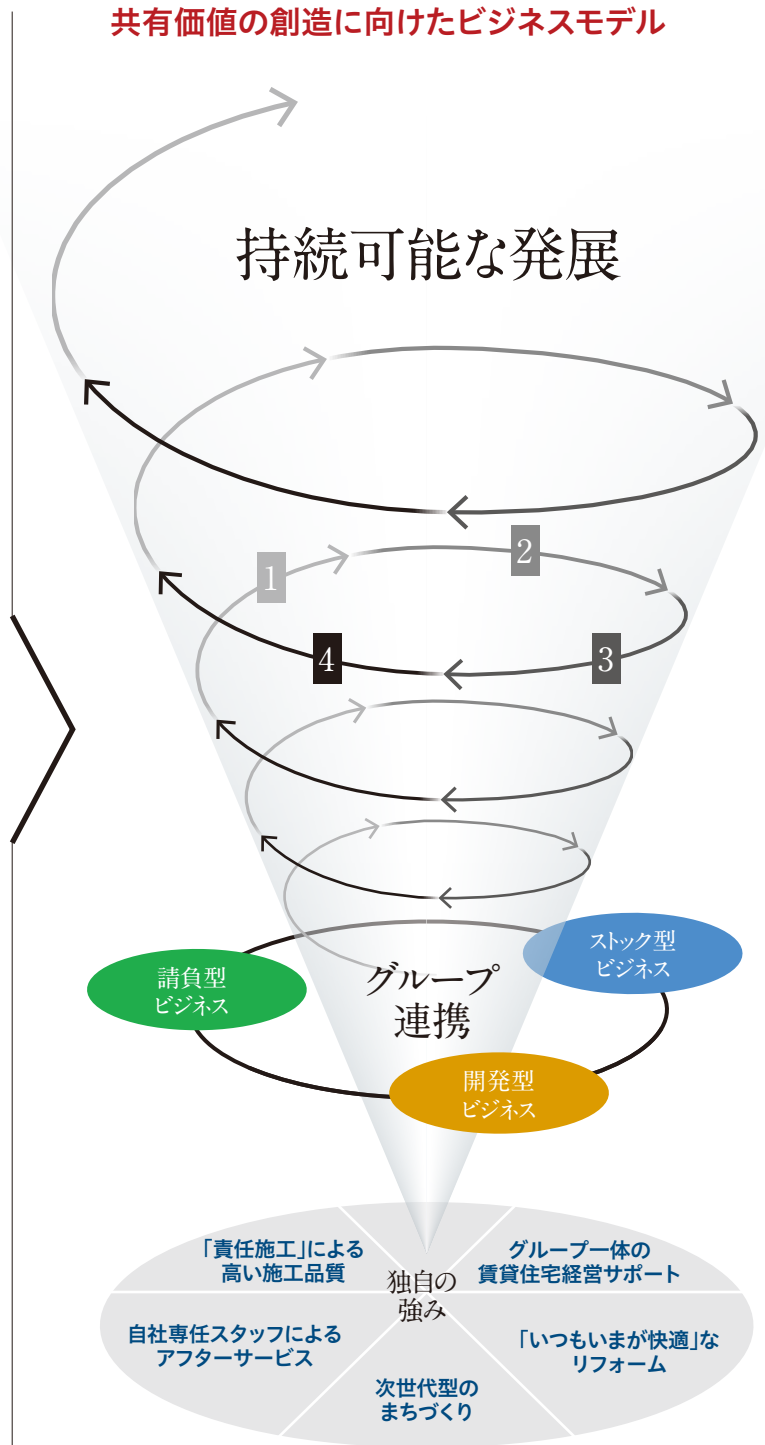 共有価値の創造に向けたビジネスモデル
持続可能な発展
1
2
4
3
グループ
連携
請負型
ビジネス
ストック型
ビジネス
開発型
ビジネス
「責任施工」による
高い施工品質
グループ一体の
賃貸住宅経営サポート
独自の
強み
自社専任スタッフによる
アフターサービス
「いつもいまが快適」な
リフォーム
次世代型の
まちづくり